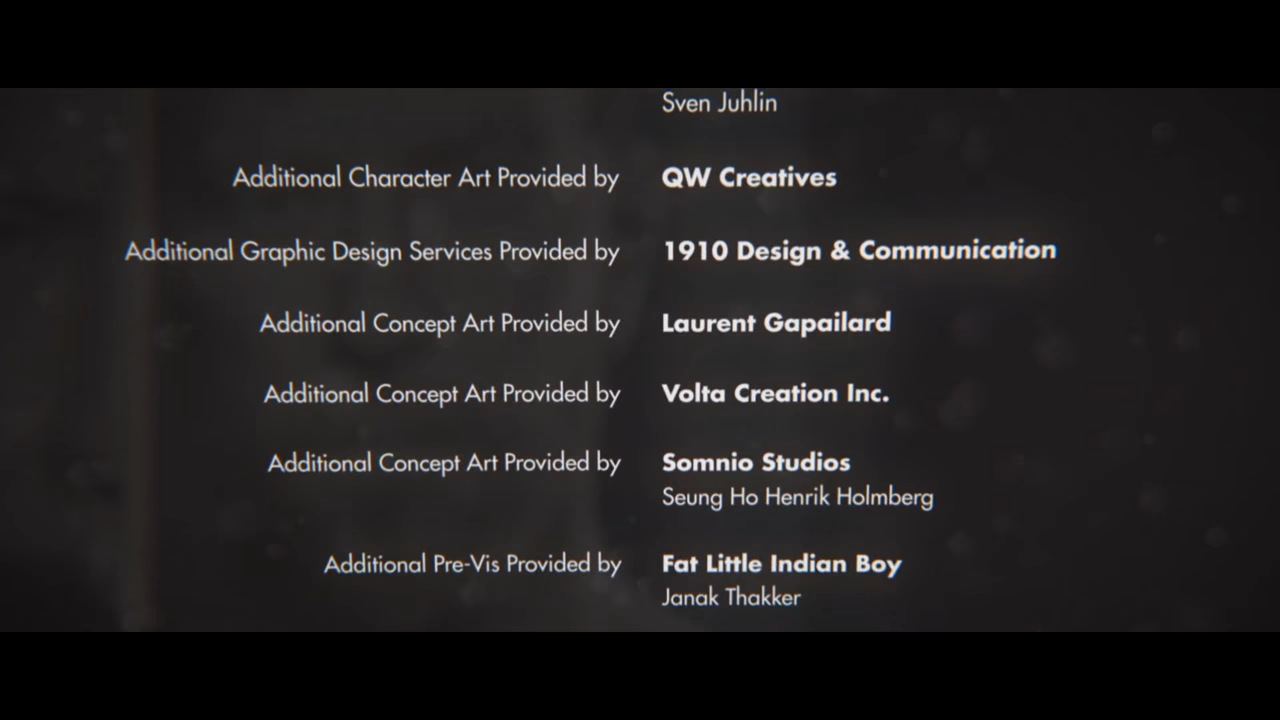 Sven Juhlin
Additional Character Art Provided by QW Creatives
Additional Graphic Design Services Provided by 1910 Design & Communication
Additional Concept Art Provided by Laurent Gapailard
Additional Concept Art Provided by Volta Creation Inc.
Additional Concept Art Provided by Somnio Studios
Seung Ho Henrik Holmberg
Additional Pre-Vis Provided by Fat Little Indian Boy
Janak Thakker